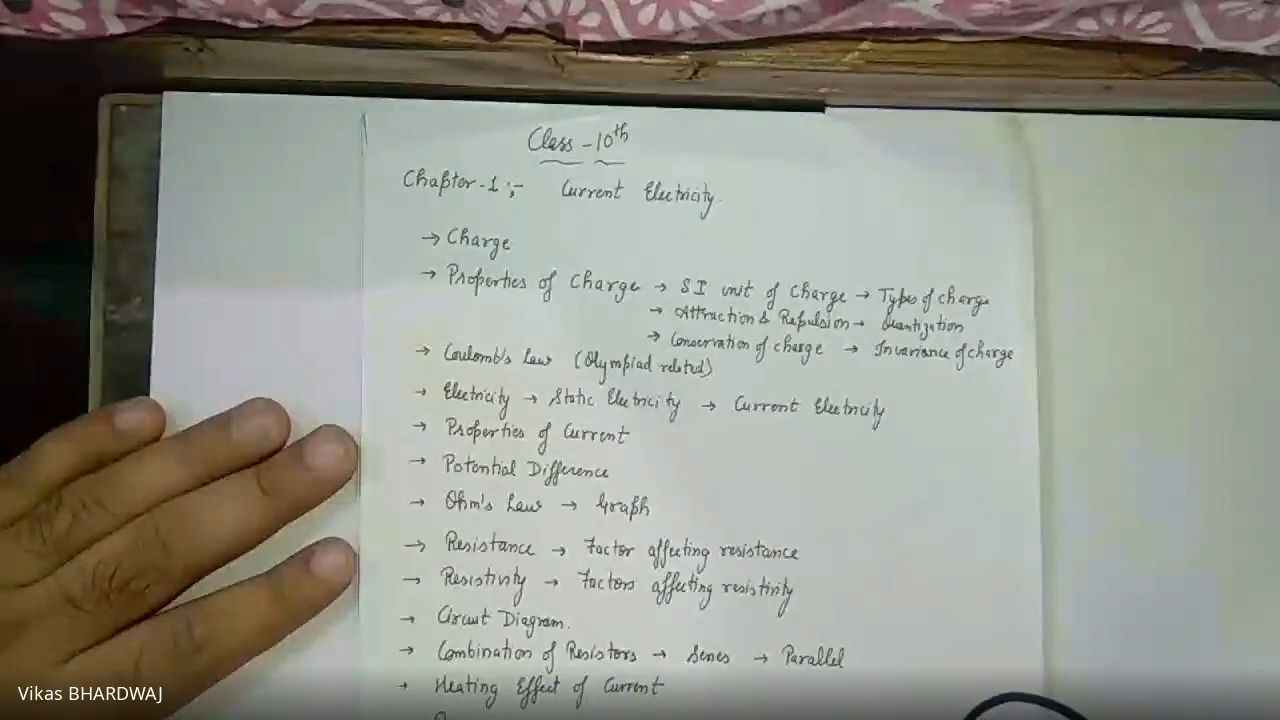 Class - 10th
Chapter-1 ;- Current Electricity.
→ Charge
→ Properties of Charge → SI unit of Charge → Types of charge
→ Attraction & Repulsion → Quantization
→ Conservation of charge → Invariance of charge
→ Coulomb's Law (Olympiad related)
→ Electricity → Static Electricity → Current Electricity
→ Properties of Current
→ Potential Difference
→ Ohm's Law → Graph
→ Resistance → Factor affecting resistance
→ Resistivity → Factors affecting resistivity
→ Circuit Diagram.
→ Combination of Resistors → Series → Parallel
→ Heating Effect of Current
Vikas BHARDWAJ